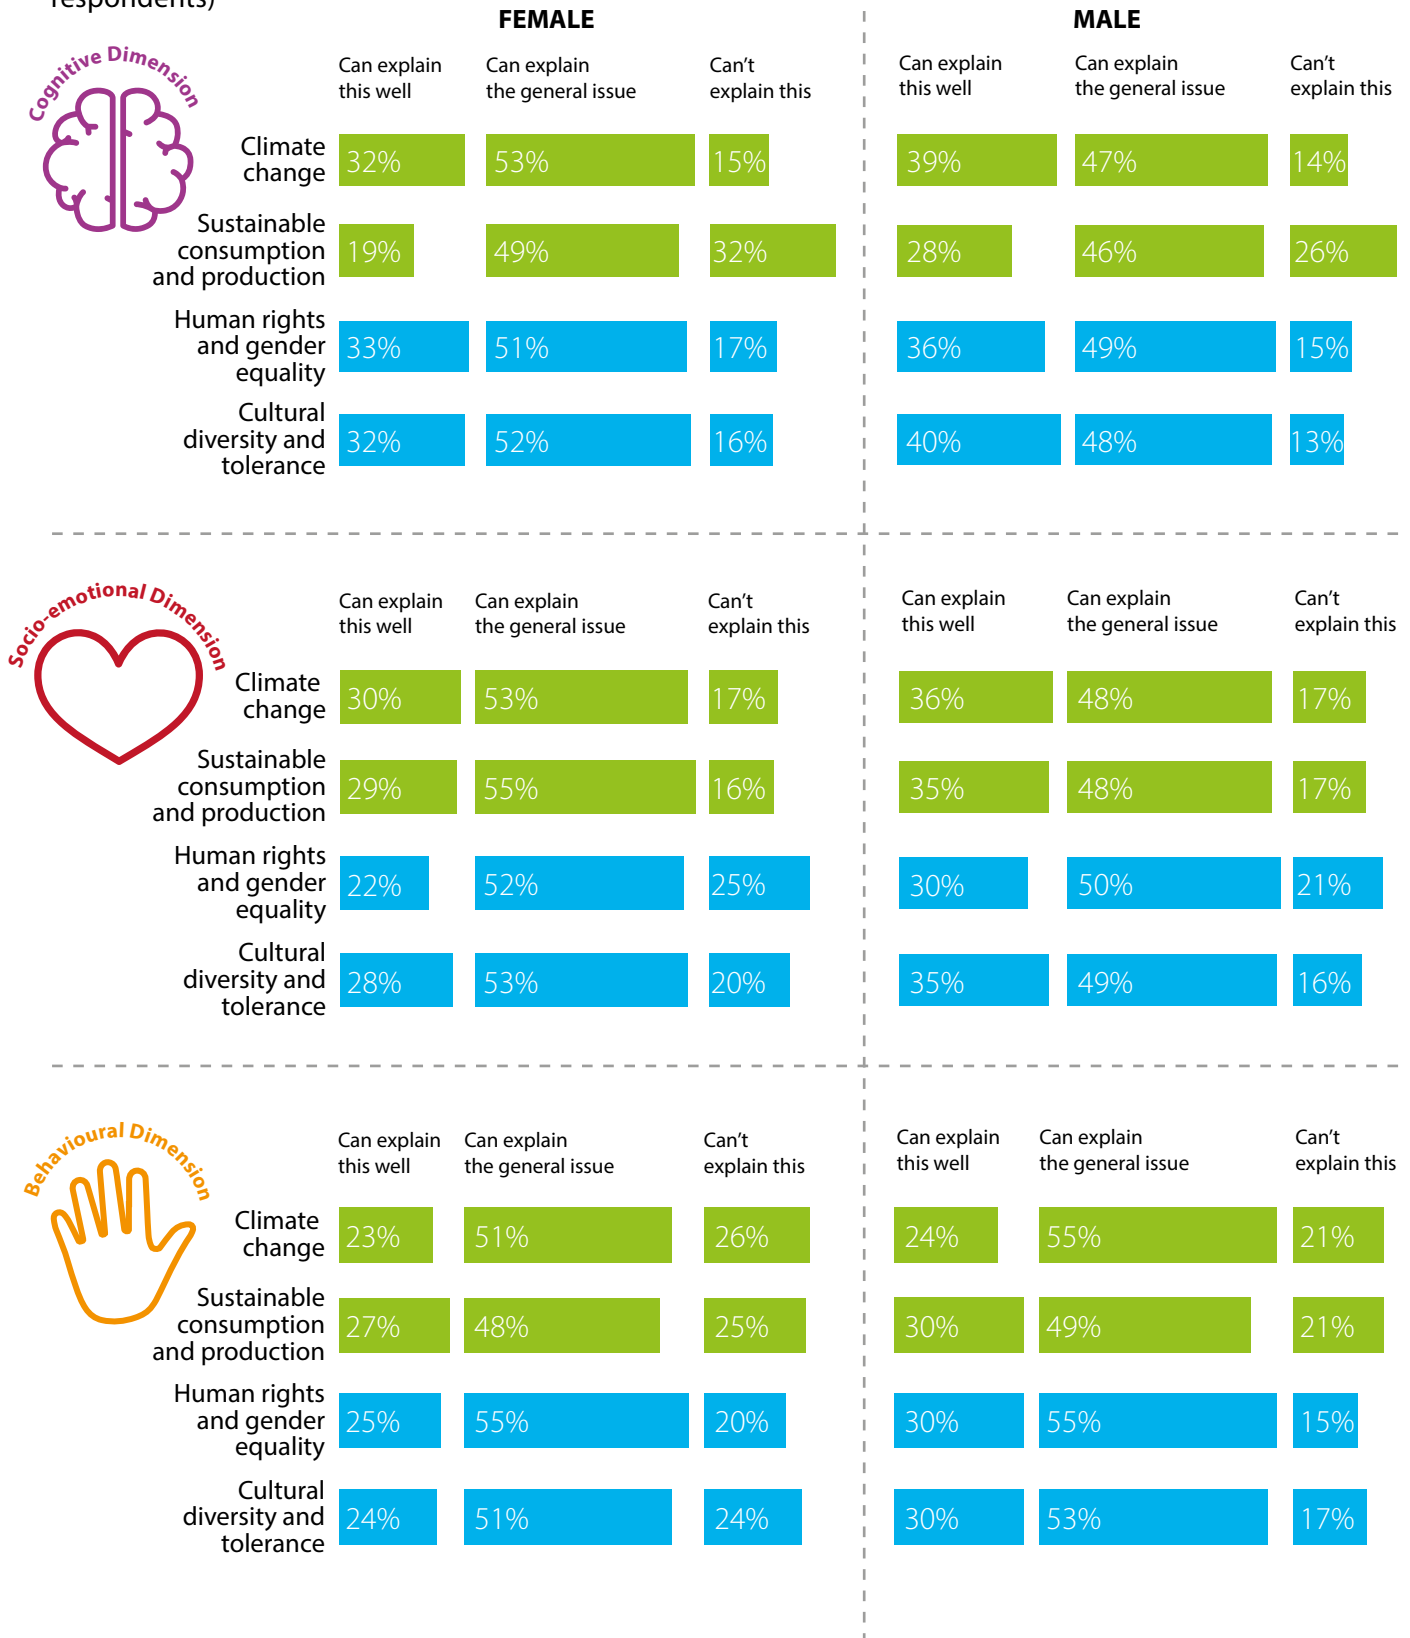 respondents)
FEMALE
MALE
Cognitive Dimension
Can explain
this well
Can explain
the general issue
Can't
explain this
Can explain
this well
Can explain
the general issue
Can't
explain this
Climate
change
32%
53%
15%
39%
47%
14%
Sustainable
consumption
and production
19%
49%
32%
28%
46%
26%
Human rights
and gender
equality
33%
51%
17%
36%
49%
15%
Cultural
diversity and
tolerance
32%
52%
16%
40%
48%
13%
Socio-emotional Dimension
Can explain
this well
Can explain
the general issue
Can't
explain this
Can explain
this well
Can explain
the general issue
Can't
explain this
Climate
change
30%
53%
17%
36%
48%
17%
Sustainable
consumption
and production
29%
55%
16%
35%
48%
17%
Human rights
and gender
equality
22%
52%
25%
30%
50%
21%
Cultural
diversity and
tolerance
28%
53%
20%
35%
49%
16%
Behavioural Dimension
Can explain
this well
Can explain
the general issue
Can't
explain this
Can explain
this well
Can explain
the general issue
Can't
explain this
Climate
change
23%
51%
26%
24%
55%
21%
Sustainable
consumption
and production
27%
48%
25%
30%
49%
21%
Human rights
and gender
equality
25%
55%
20%
30%
55%
15%
Cultural
diversity and
tolerance
24%
51%
24%
30%
53%
17%